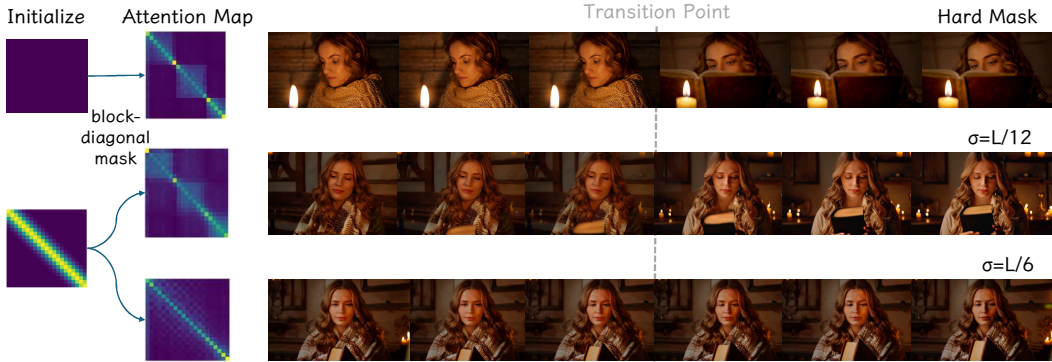 Initialize
Attention Map
Transition Point
Hard Mask
block-
diagonal
mask
σ=L/12
σ=L/6